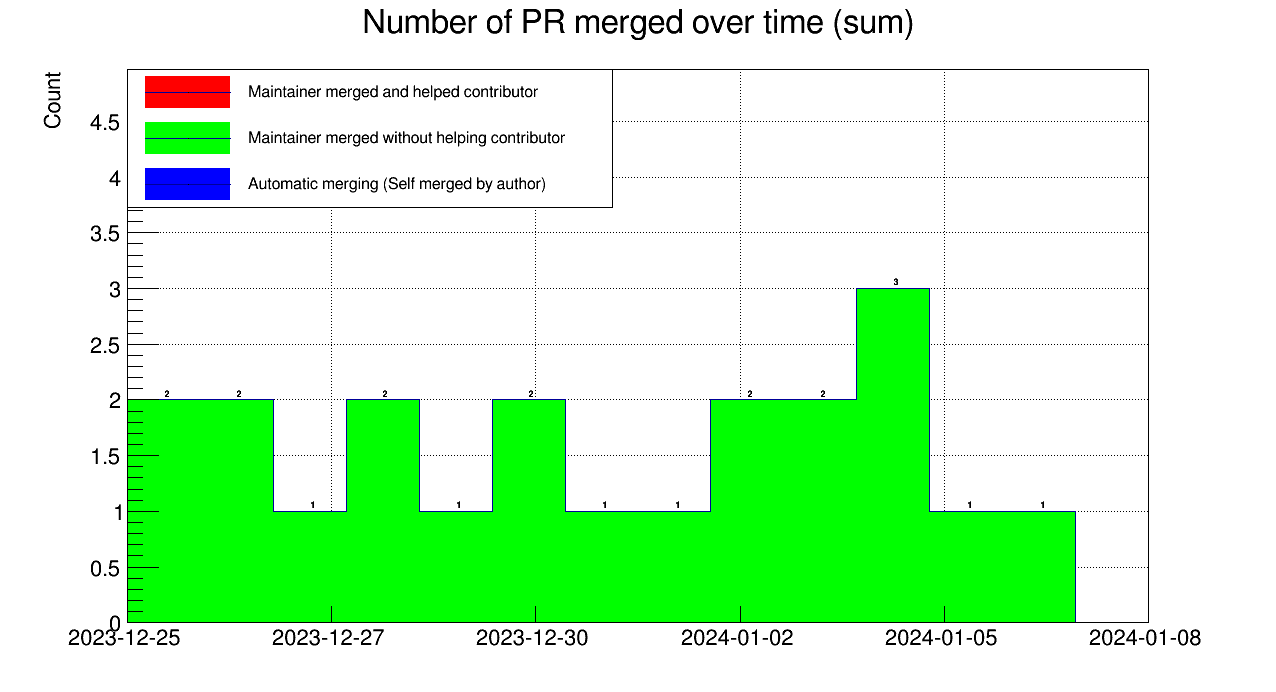 Number of PR merged over time (sum)
Count
Maintainer merged and helped contributor
Maintainer merged without helping contributor
Automatic merging (Self merged by author)
4.5
4
3.5
3
2.5
2
1.5
1
0.5
0
2 2 1 2 1 2 1 1 2 2 3 1 1
2023-12-25 2023-12-27 2023-12-30 2024-01-02 2024-01-05 2024-01-08